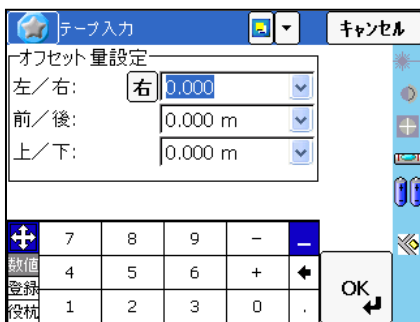 テープ入力 キャンセル
オフセット量設定
左／右: 右 0.000
前／後: 0.000 m
上／下: 0.000 m
7 8 9 -
数値 4 5 6 +
登録
役杭 1 2 3 0 .
OK